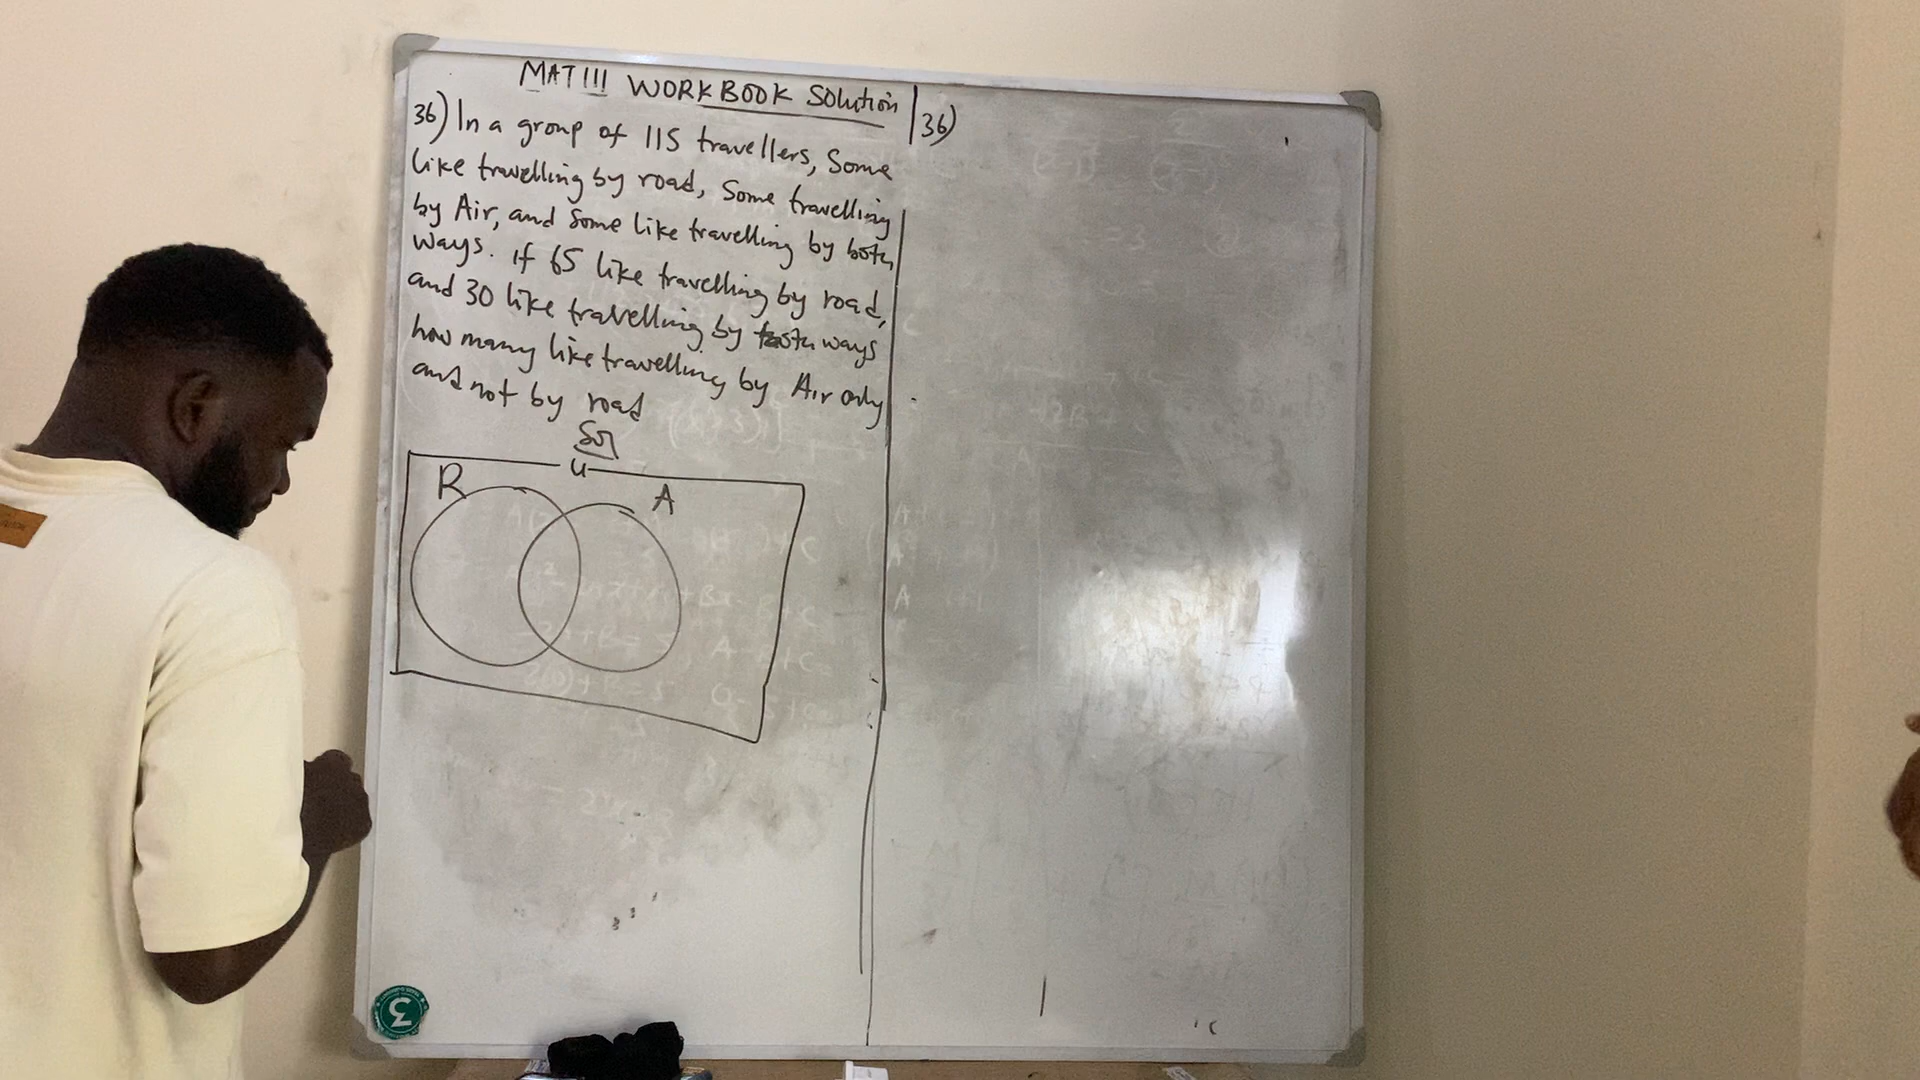 MAT111 WORKBOOK Solution
36) In a group of 115 travellers, Some
like travelling by road, Some travelling
by Air, and Some like travelling by both
ways. if 65 like travelling by road,
and 30 like travelling by both ways
how many like travelling by Air only
and not by road
Sol
U
R
A
36)